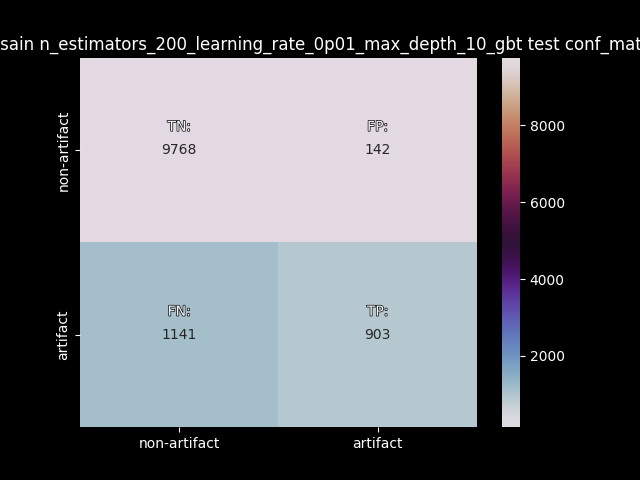 sain n_estimators_200_learning_rate_0p01_max_depth_10_gbt test conf_mat
non-artifact
TN:
9768
FP:
142
artifact
FN:
1141
TP:
903
non-artifact
artifact
8000
6000
4000
2000